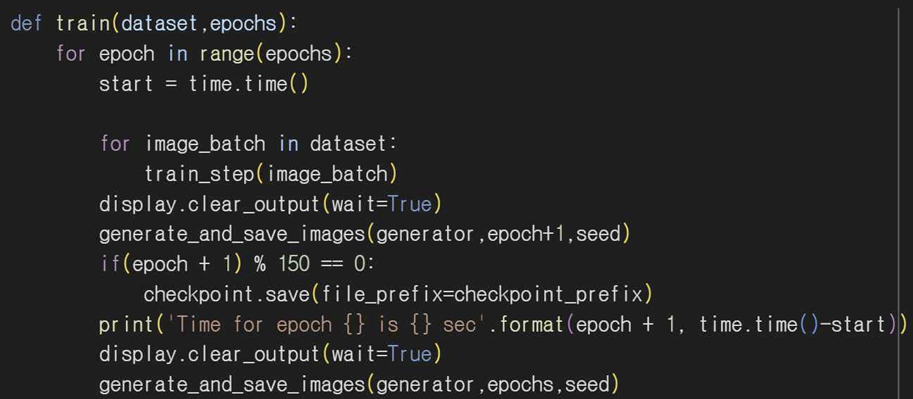 def train(dataset,epochs):
    for epoch in range(epochs):
        start = time.time()

        for image_batch in dataset:
            train_step(image_batch)
        display.clear_output(wait=True)
        generate_and_save_images(generator,epoch+1,seed)
        if(epoch + 1) % 150 == 0:
            checkpoint.save(file_prefix=checkpoint_prefix)
        print('Time for epoch {} is {} sec'.format(epoch + 1, time.time()-start))
        display.clear_output(wait=True)
        generate_and_save_images(generator,epochs,seed)